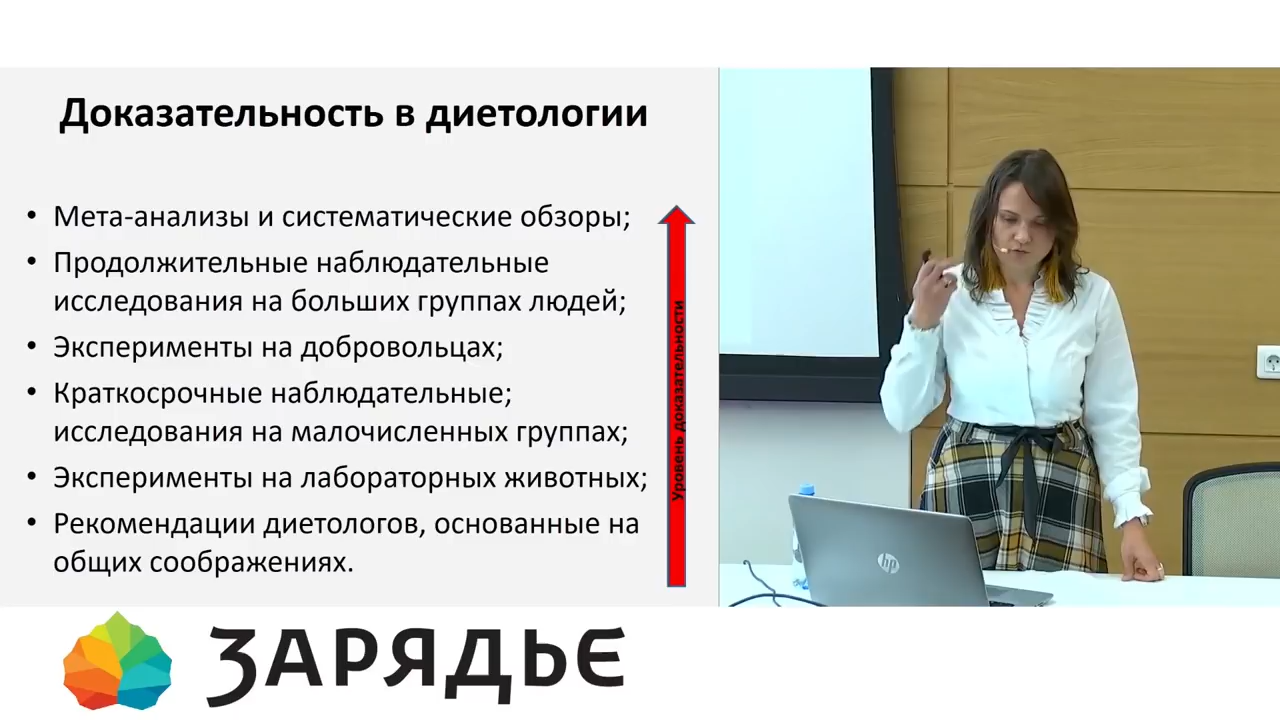 Доказательность в диетологии
• Мета-анализы и систематические обзоры;
• Продолжительные наблюдательные
исследования на больших группах людей;
• Эксперименты на добровольцах;
• Краткосрочные наблюдательные;
исследования на малочисленных группах;
• Эксперименты на лабораторных животных;
• Рекомендации диетологов, основанные на
общих соображениях.
Уровень доказательности
hp
ЗАРЯДЬЕ